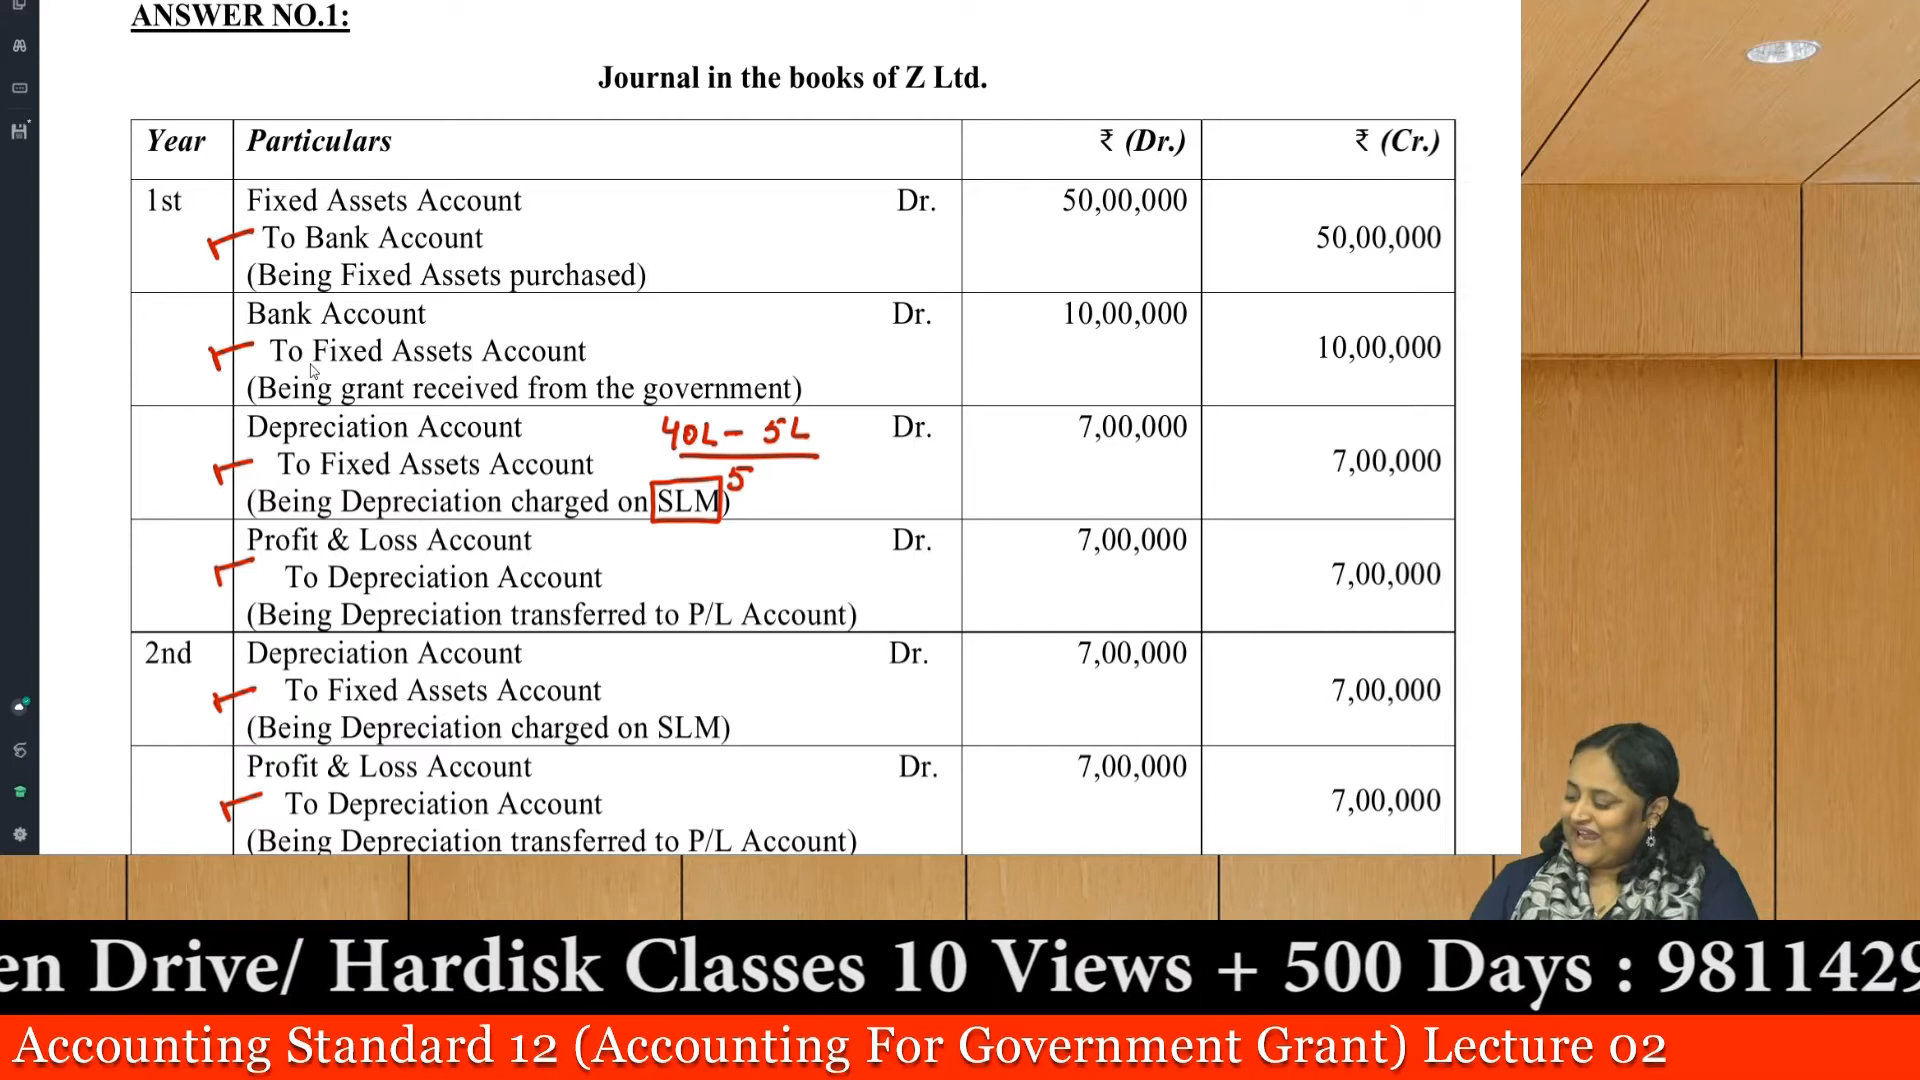 ANSWER NO.1:
Journal in the books of Z Ltd.
Year Particulars ₹ (Dr.) ₹ (Cr.)
1st Fixed Assets Account Dr. 50,00,000
To Bank Account 50,00,000
(Being Fixed Assets purchased)
Bank Account Dr. 10,00,000
To Fixed Assets Account 10,00,000
(Being grant received from the government)
Depreciation Account 40L - 5L Dr. 7,00,000
To Fixed Assets Account 5 7,00,000
(Being Depreciation charged on SLM)
Profit & Loss Account Dr. 7,00,000
To Depreciation Account 7,00,000
(Being Depreciation transferred to P/L Account)
2nd Depreciation Account Dr. 7,00,000
To Fixed Assets Account 7,00,000
(Being Depreciation charged on SLM)
Profit & Loss Account Dr. 7,00,000
To Depreciation Account 7,00,000
(Being Depreciation transferred to P/L Account)
en Drive/ Hardisk Classes 10 Views + 500 Days : 9811429
Accounting Standard 12 (Accounting For Government Grant) Lecture 02